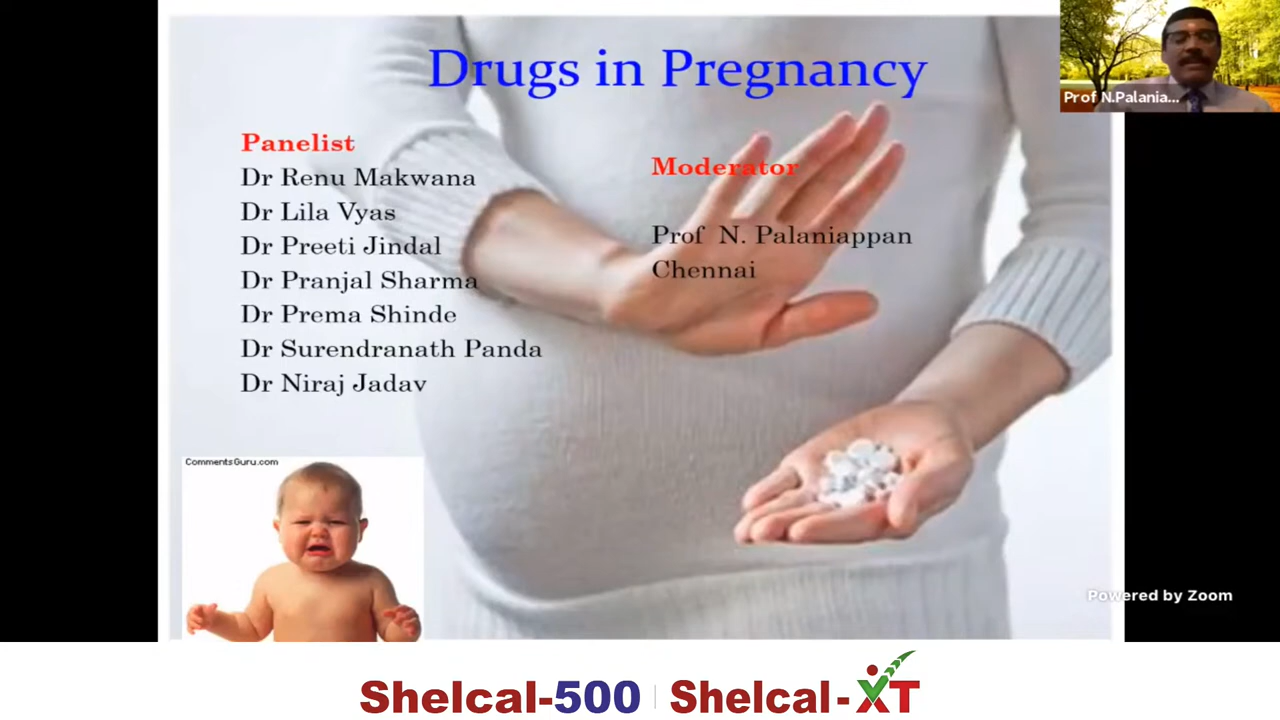 Drugs in Pregnancy
Prof N.Palania...
Panelist
Dr Renu Makwana
Dr Lila Vyas
Dr Preeti Jindal
Dr Pranjal Sharma
Dr Prema Shinde
Dr Surendranath Panda
Dr Niraj Jadav
Moderator
Prof N. Palaniappan
Chennai
CommentsGuru.com
Powered by Zoom
Shelcal-500
Shelcal-XT